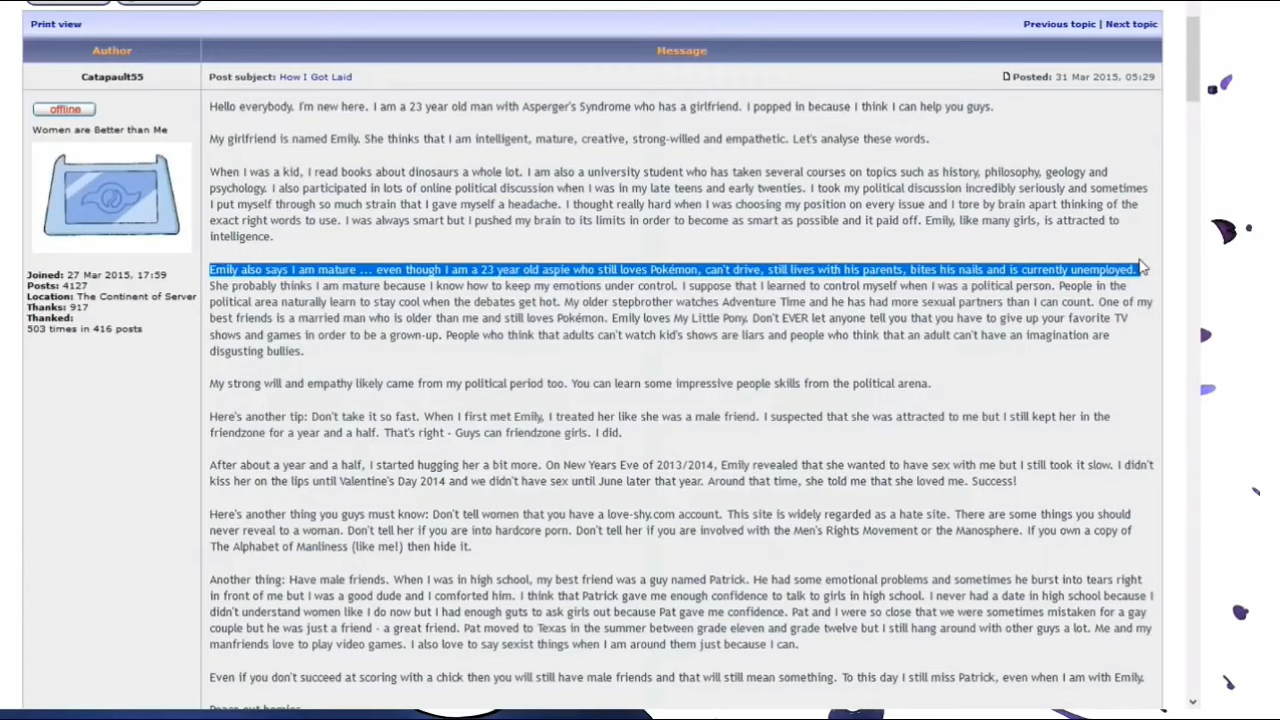 Print view
Previous topic | Next topic
Author
Message
Catapault55
Post subject: How I Got Laid
Posted: 31 Mar 2015, 05:29
offline
Women are Better than Me
Joined: 27 Mar 2015, 17:59
Posts: 4127
Location: The Continent of Server
Thanks: 917
Thanked:
503 times in 416 posts
Hello everybody. I'm new here. I am a 23 year old man with Asperger's Syndrome who has a girlfriend. I popped in because I think I can help you guys.
My girlfriend is named Emily. She thinks that I am intelligent, mature, creative, strong-willed and empathetic. Let's analyse these words.
When I was a kid, I read books about dinosaurs a whole lot. I am also a university student who has taken several courses on topics such as history, philosophy, geology and
psychology. I also participated in lots of online political discussion when I was in my late teens and early twenties. I took my political discussion incredibly seriously and sometimes
I put myself through so much strain that I gave myself a headache. I thought really hard when I was choosing my position on every issue and I tore by brain apart thinking of the
exact right words to use. I was always smart but I pushed my brain to its limits in order to become as smart as possible and it paid off. Emily, like many girls, is attracted to
intelligence.
Emily also says I am mature ... even though I am a 23 year old aspie who still loves Pokémon, can't drive, still lives with his parents, bites his nails and is currently unemployed.
She probably thinks I am mature because I know how to keep my emotions under control. I suppose that I learned to control myself when I was a political person. People in the
political area naturally learn to stay cool when the debates get hot. My older stepbrother watches Adventure Time and he has had more sexual partners than I can count. One of my
best friends is a married man who is older than me and still loves Pokémon. Emily loves My Little Pony. Don't EVER let anyone tell you that you have to give up your favorite TV
shows and games in order to be a grown-up. People who think that adults can't watch kid's shows are liars and people who think that an adult can't have an imagination are
disgusting bullies.
My strong will and empathy likely came from my political period too. You can learn some impressive people skills from the political arena.
Here's another tip: Don't take it so fast. When I first met Emily, I treated her like she was a male friend. I suspected that she was attracted to me but I still kept her in the
friendzone for a year and a half. That's right - Guys can friendzone girls. I did.
After about a year and a half, I started hugging her a bit more. On New Years Eve of 2013/2014, Emily revealed that she wanted to have sex with me but I still took it slow. I didn't
kiss her on the lips until Valentine's Day 2014 and we didn't have sex until June later that year. Around that time, she told me that she loved me. Success!
Here's another thing you guys must know: Don't tell women that you have a love-shy.com account. This site is widely regarded as a hate site. There are some things you should
never reveal to a woman. Don't tell her if you are into hardcore porn. Don't tell her if you are involved with the Men's Rights Movement or the Manosphere. If you own a copy of
The Alphabet of Manliness (like me!) then hide it.
Another thing: Have male friends. When I was in high school, my best friend was a guy named Patrick. He had some emotional problems and sometimes he burst into tears right
in front of me but I was a good dude and I comforted him. I think that Patrick gave me enough confidence to talk to girls in high school. I never had a date in high school because I
didn't understand women like I do now but I had enough guts to ask girls out because Pat gave me confidence. Pat and I were so close that we were sometimes mistaken for a gay
couple but he was just a friend - a great friend. Pat moved to Texas in the summer between grade eleven and grade twelve but I still hang around with other guys a lot. Me and my
manfriends love to play video games. I also love to say sexist things when I am around them just because I can.
Even if you don't succeed at scoring with a chick then you will still have male friends and that will still mean something. To this day I still miss Patrick, even when I am with Emily.